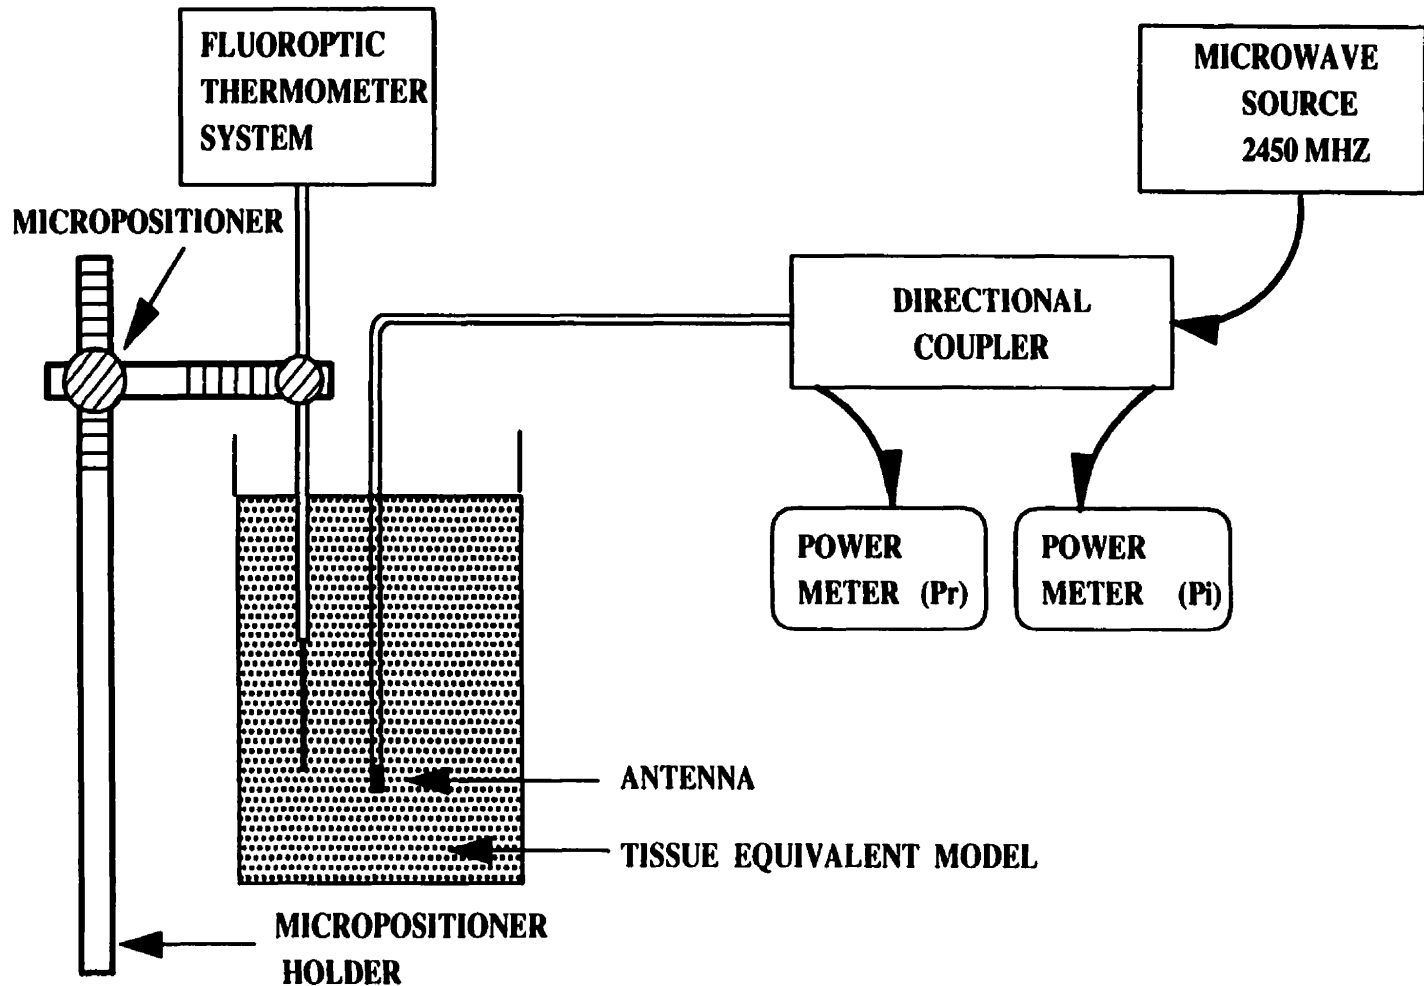 FLUOROPTIC
THERMOMETER
SYSTEM
MICROWAVE
SOURCE
2450 MHZ
MICROPOSITIONER
DIRECTIONAL
COUPLER
POWER
METER (Pr)
POWER
METER (Pi)
ANTENNA
TISSUE EQUIVALENT MODEL
MICROPOSITIONER
HOLDER